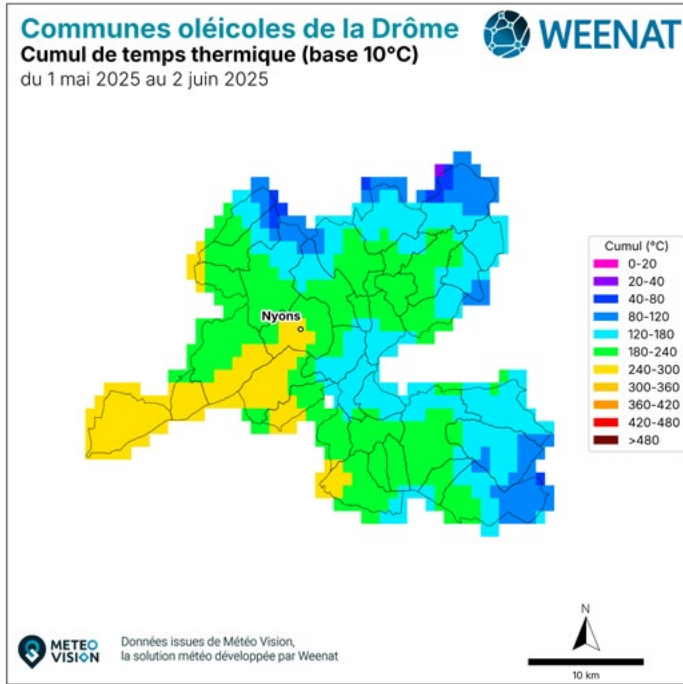 Communes oléicoles de la Drôme
Cumul de temps thermique (base 10°C)
du 1 mai 2025 au 2 juin 2025
WEENAT
Nyons
Cumul (°C)
0-20
20-40
40-80
80-120
120-180
180-240
240-300
300-360
360-420
420-480
>480
METEO
VISION
Données issues de Météo Vision,
la solution météo développée par Weenat
N
10 km